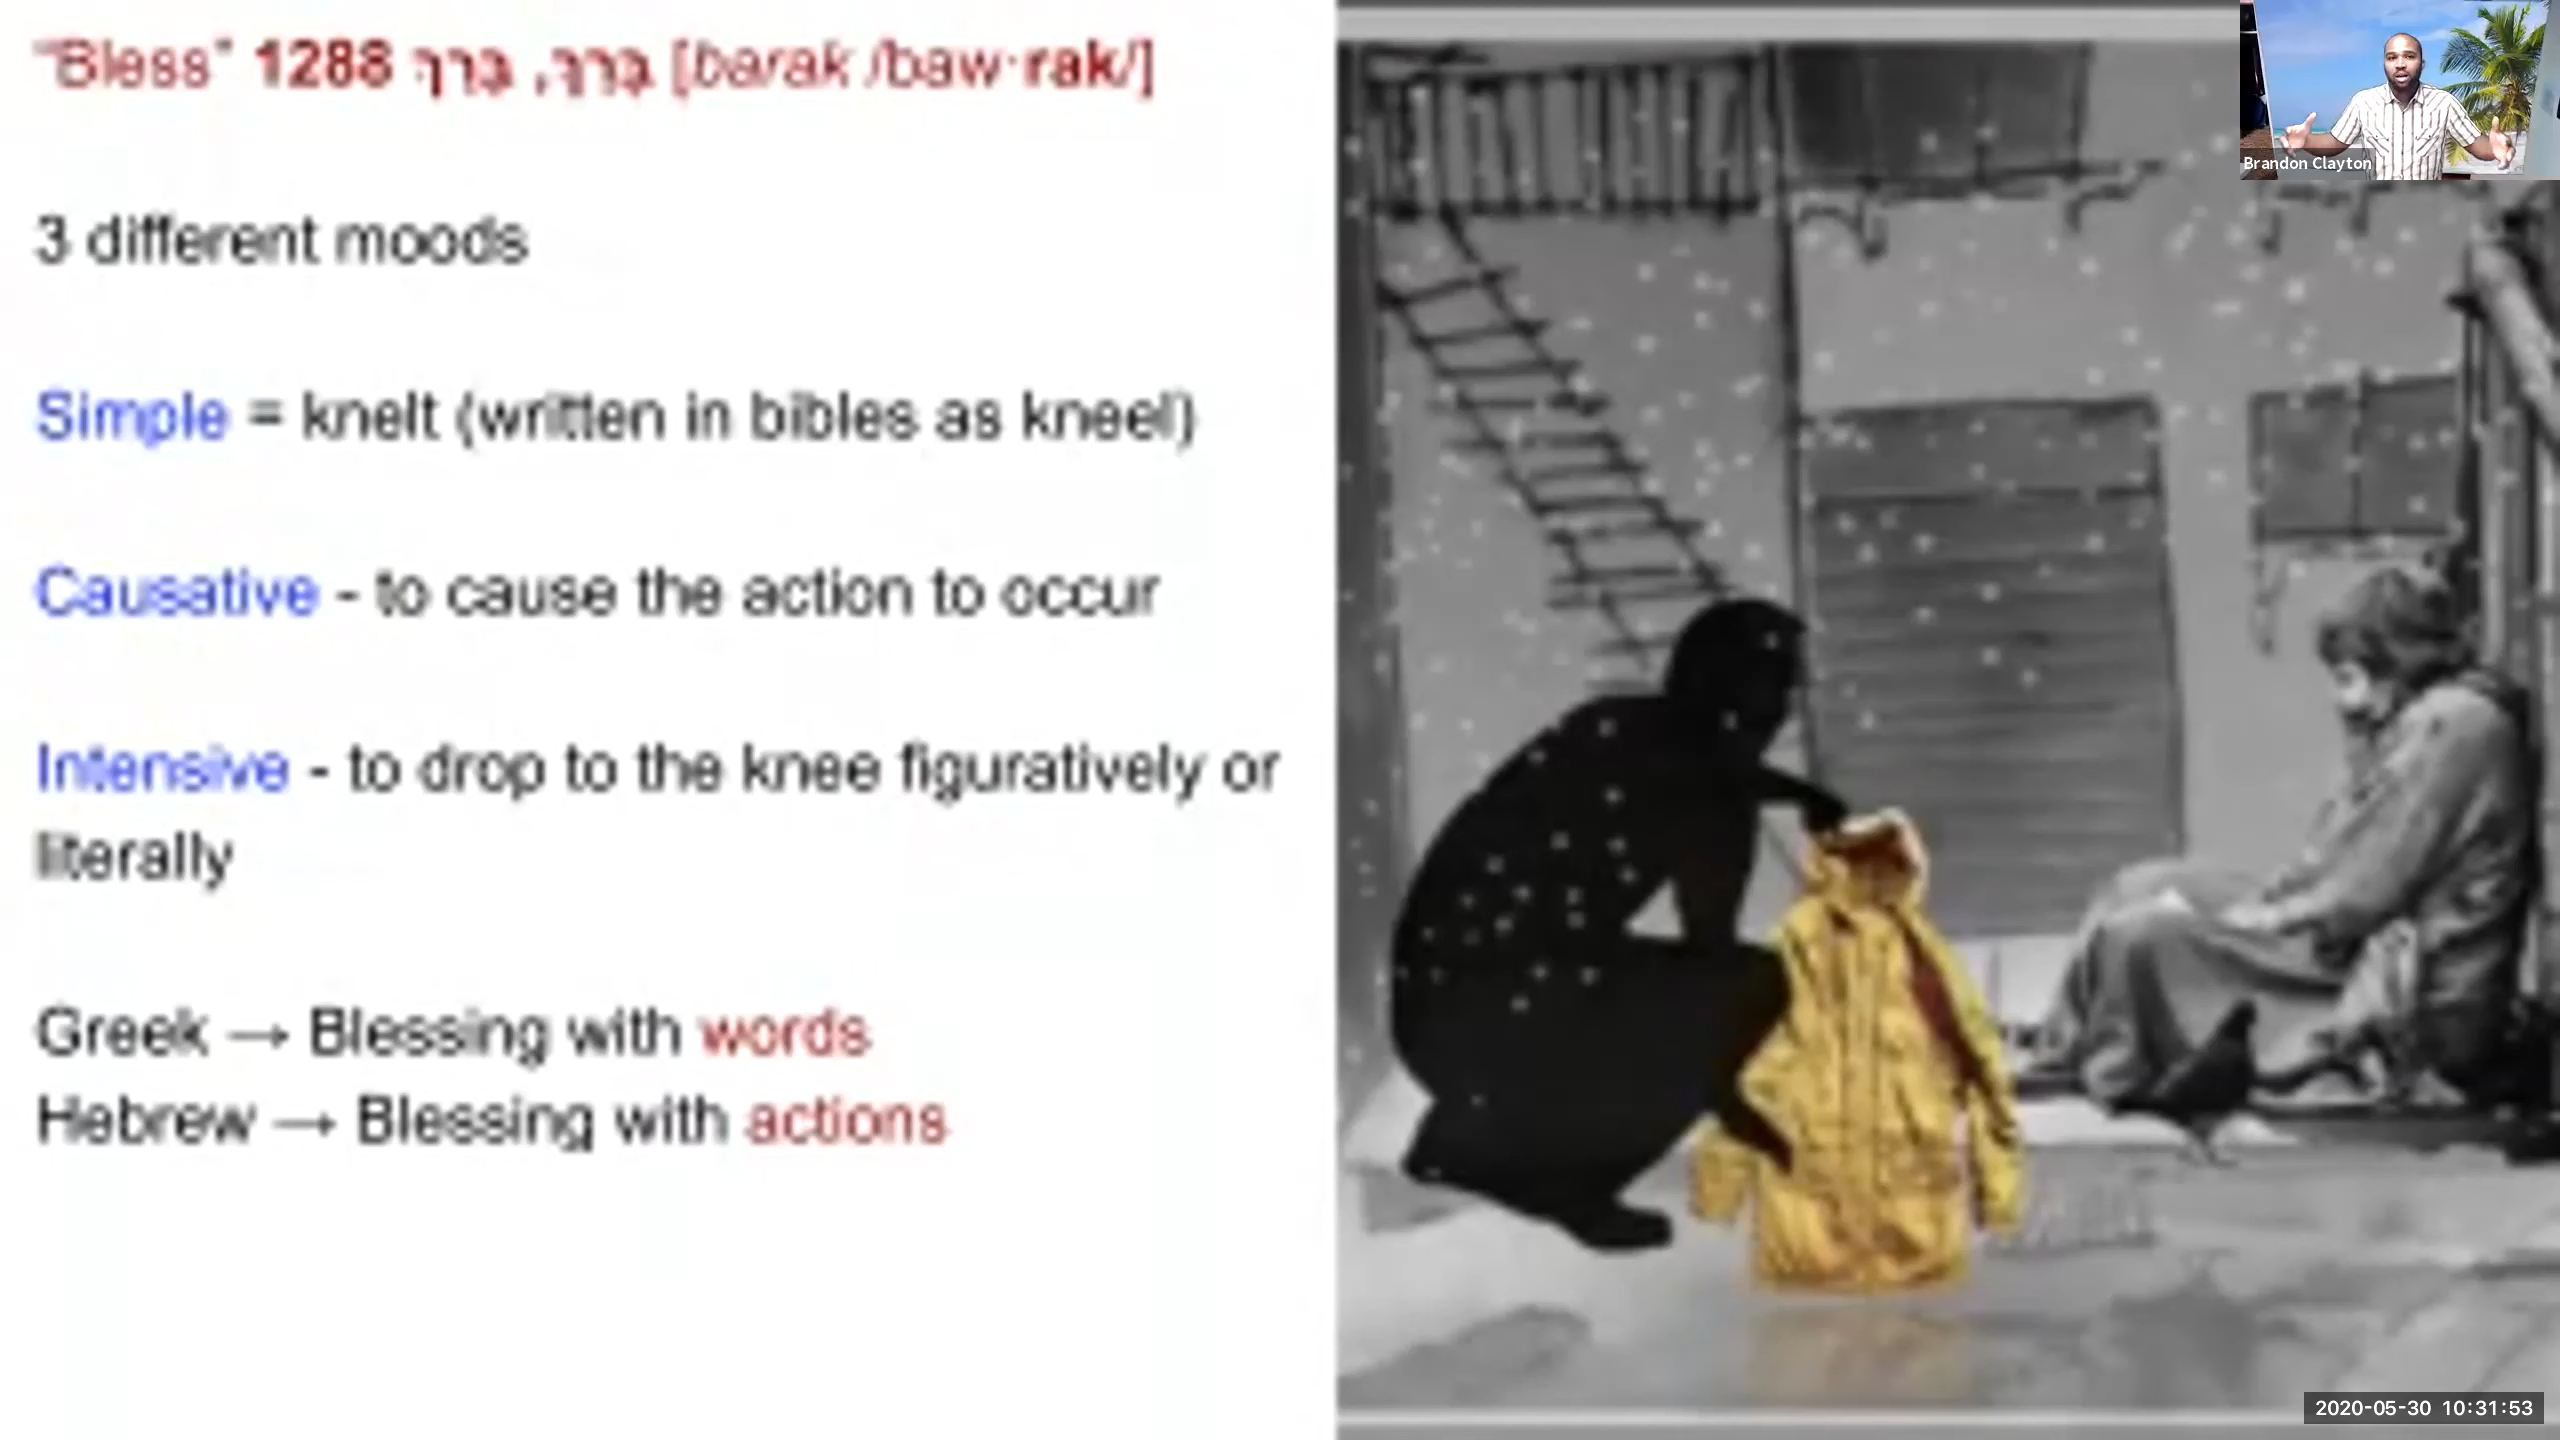 "Bless" 1288 בָּרַךְ, בָּרַךְ [barak /baw·rak/]
3 different moods
Simple = knelt (written in bibles as kneel)
Causative - to cause the action to occur
Intensive - to drop to the knee figuratively or
literally
Greek → Blessing with words
Hebrew → Blessing with actions
Brandon Clayton
2020-05-30 10:31:53